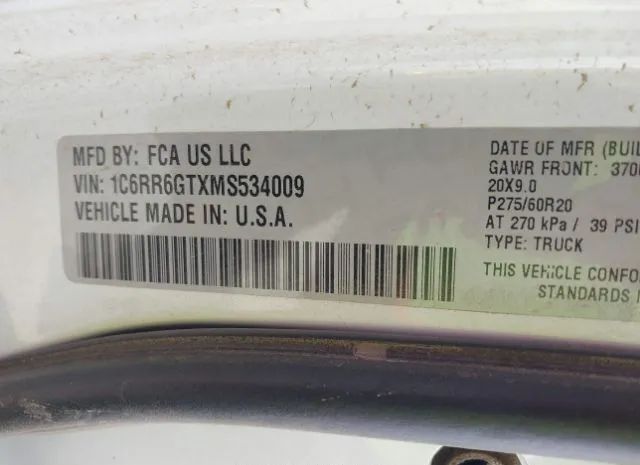 MFD BY: FCA US LLC
VIN: 1C6RR6GTXMS534009
VEHICLE MADE IN: U.S.A.
DATE OF MFR (BUIL
GAWR FRONT: 370
20X9.0
P275/60R20
AT 270 kPa / 39 PSI
TYPE: TRUCK
THIS VEHICLE CONFO
STANDARDS